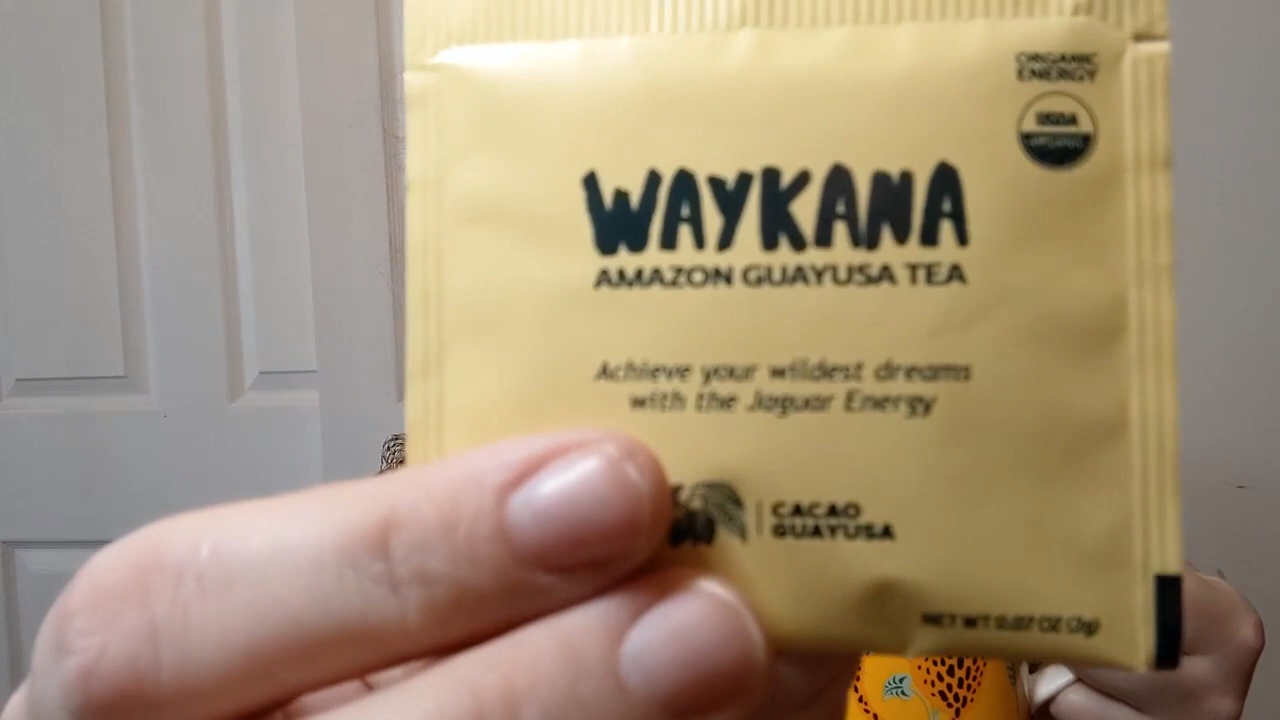 ORGANIC
ENERGY
USDA
ORGANIC
WAYKANA
AMAZON GUAYUSA TEA
Achieve your wildest dreams
with the Jaguar Energy
CACAO
GUAYUSA
NET WT 0.07 OZ (2g)